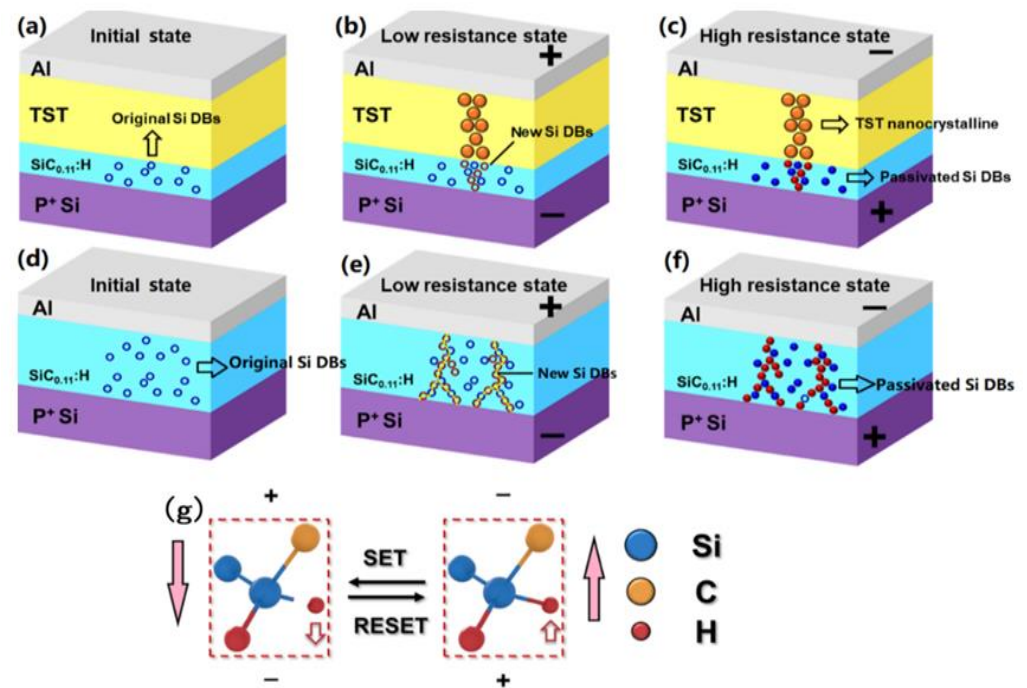 (a)
Initial state
Al
TST
Original Si DBs
SiC₀.₁₁:H
P⁺ Si
(b)
Low resistance state
+
Al
TST
New Si DBs
SiC₀.₁₁:H
P⁺ Si
−
(c)
High resistance state
−
Al
TST
TST nanocrystalline
SiC₀.₁₁:H
Passivated Si DBs
P⁺ Si
+
(d)
Initial state
Al
Original Si DBs
SiC₀.₁₁:H
P⁺ Si
(e)
Low resistance state
+
Al
SiC₀.₁₁:H
New Si DBs
P⁺ Si
−
(f)
High resistance state
−
Al
SiC₀.₁₁:H
Passivated Si DBs
P⁺ Si
+
(g)
+
−
SET
RESET
−
+
Si
C
H